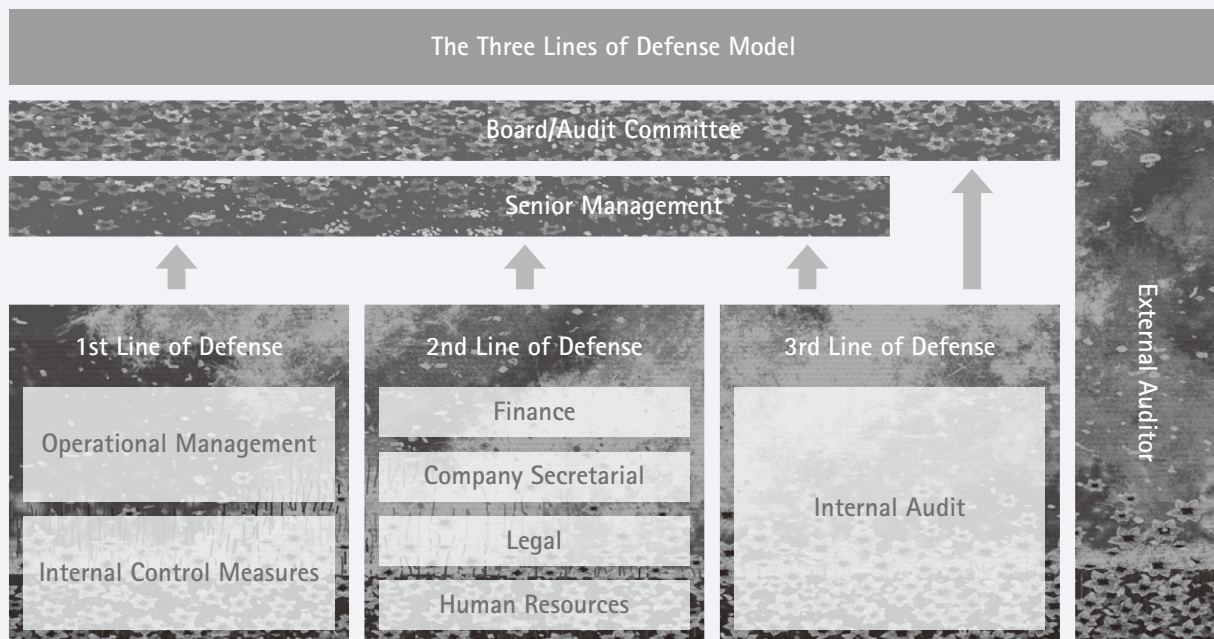 The Three Lines of Defense Model
Board/Audit Committee
Senior Management
1st Line of Defense
Operational Management
Internal Control Measures
2nd Line of Defense
Finance
Company Secretarial
Legal
Human Resources
3rd Line of Defense
Internal Audit
External Auditor